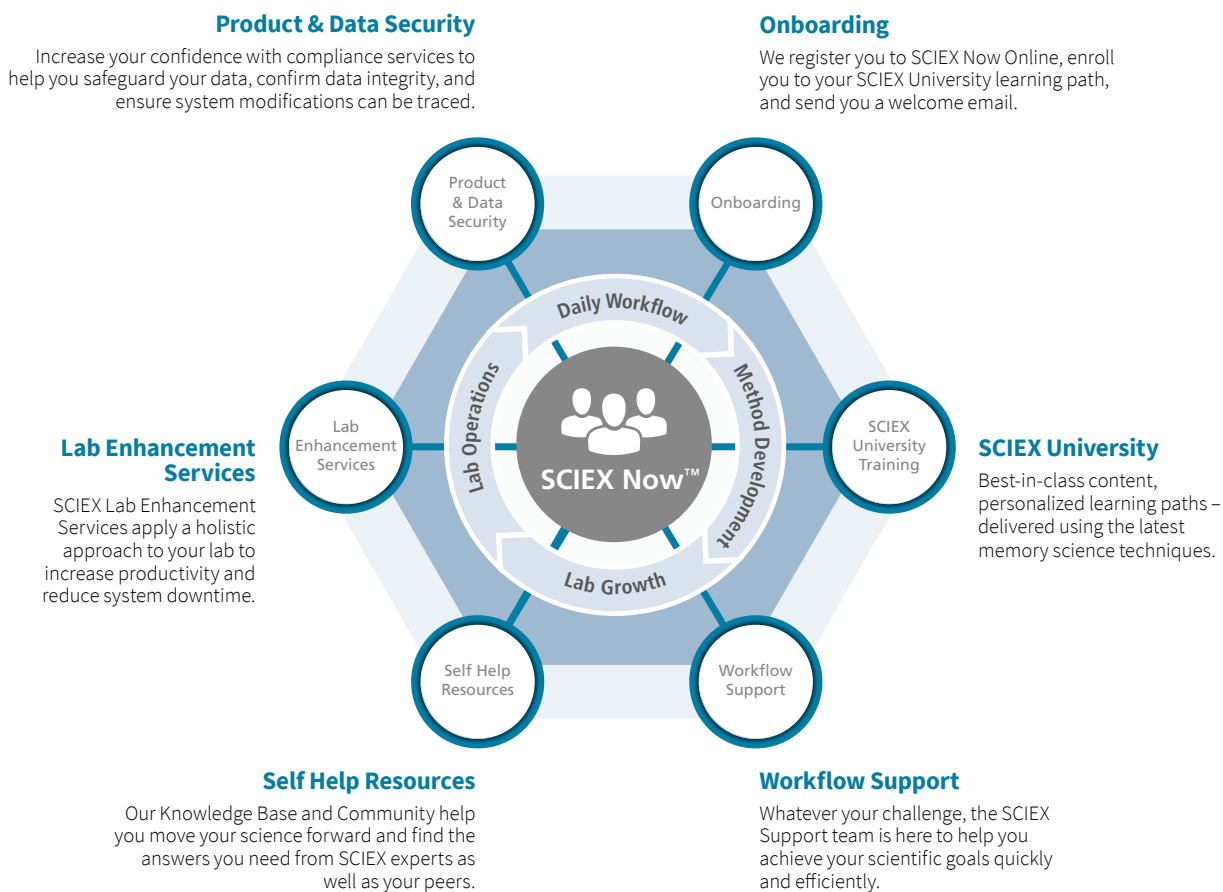 Product & Data Security
Increase your confidence with compliance services to
help you safeguard your data, confirm data integrity, and
ensure system modifications can be traced.
Onboarding
We register you to SCIEX Now Online, enroll
you to your SCIEX University learning path,
and send you a welcome email.
Product
& Data
Security
Onboarding
Daily Workflow
Method Development
Lab Growth
Lab Operations
SCIEX Now™
Lab
Enhancement
Services
SCIEX
University
Training
Lab Enhancement
Services
SCIEX Lab Enhancement
Services apply a holistic
approach to your lab to
increase productivity and
reduce system downtime.
SCIEX University
Best-in-class content,
personalized learning paths –
delivered using the latest
memory science techniques.
Self Help
Resources
Workflow
Support
Self Help Resources
Our Knowledge Base and Community help
you move your science forward and find the
answers you need from SCIEX experts as
well as your peers.
Workflow Support
Whatever your challenge, the SCIEX
Support team is here to help you
achieve your scientific goals quickly
and efficiently.